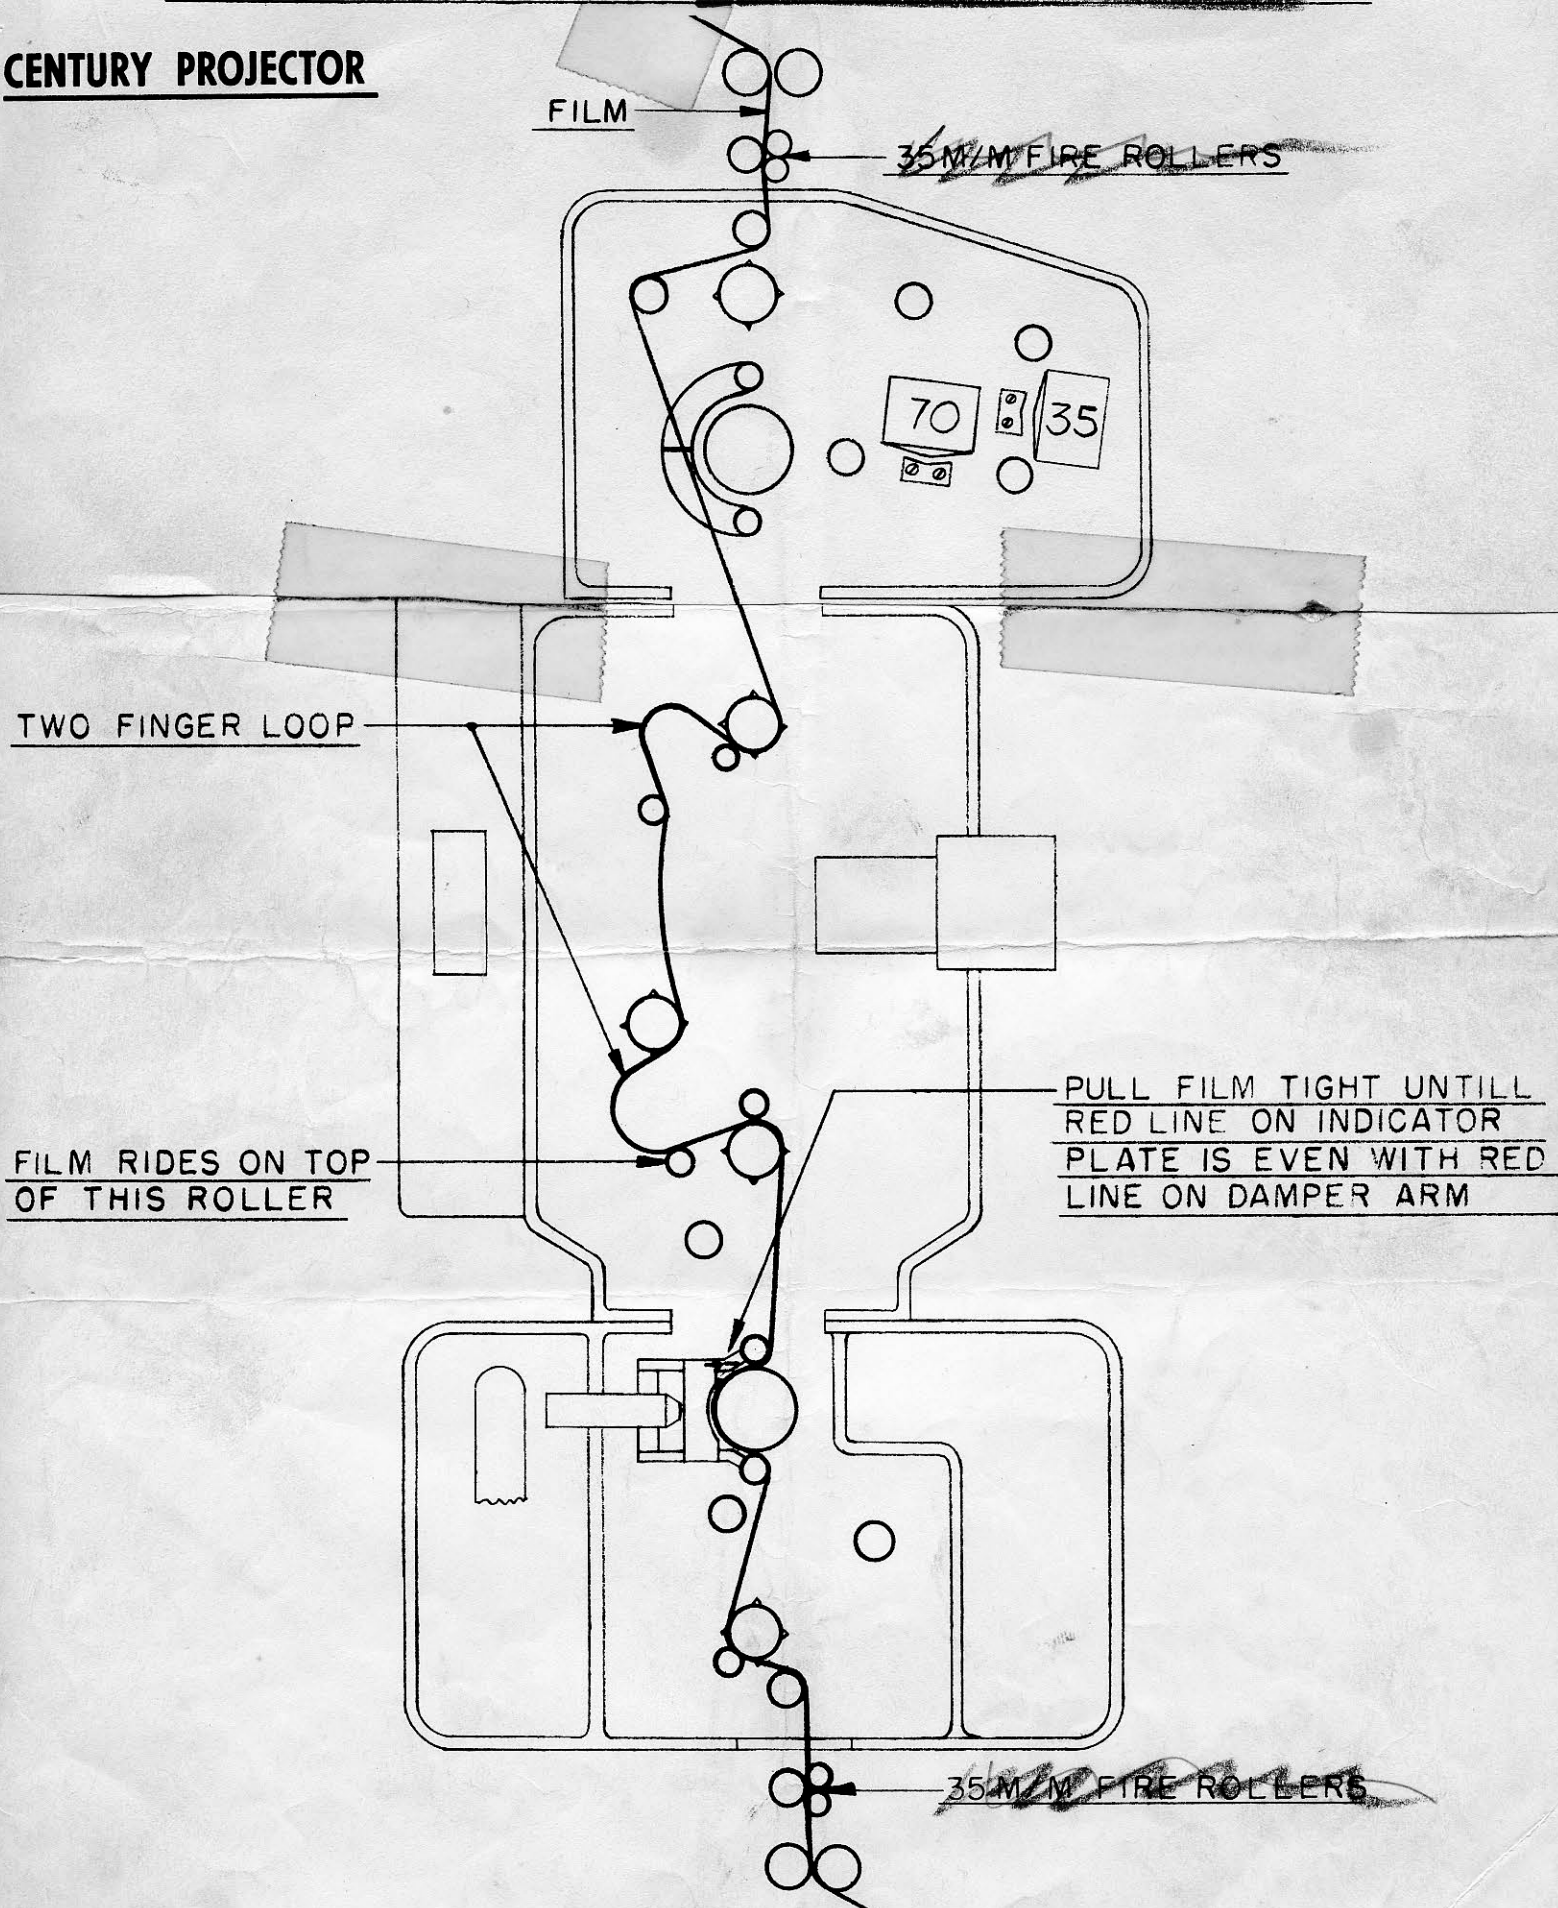 CENTURY PROJECTOR
FILM
35 M/M FIRE ROLLERS
70
35
TWO FINGER LOOP
PULL FILM TIGHT UNTILL
RED LINE ON INDICATOR
PLATE IS EVEN WITH RED
LINE ON DAMPER ARM
FILM RIDES ON TOP
OF THIS ROLLER
35 M/M FIRE ROLLERS